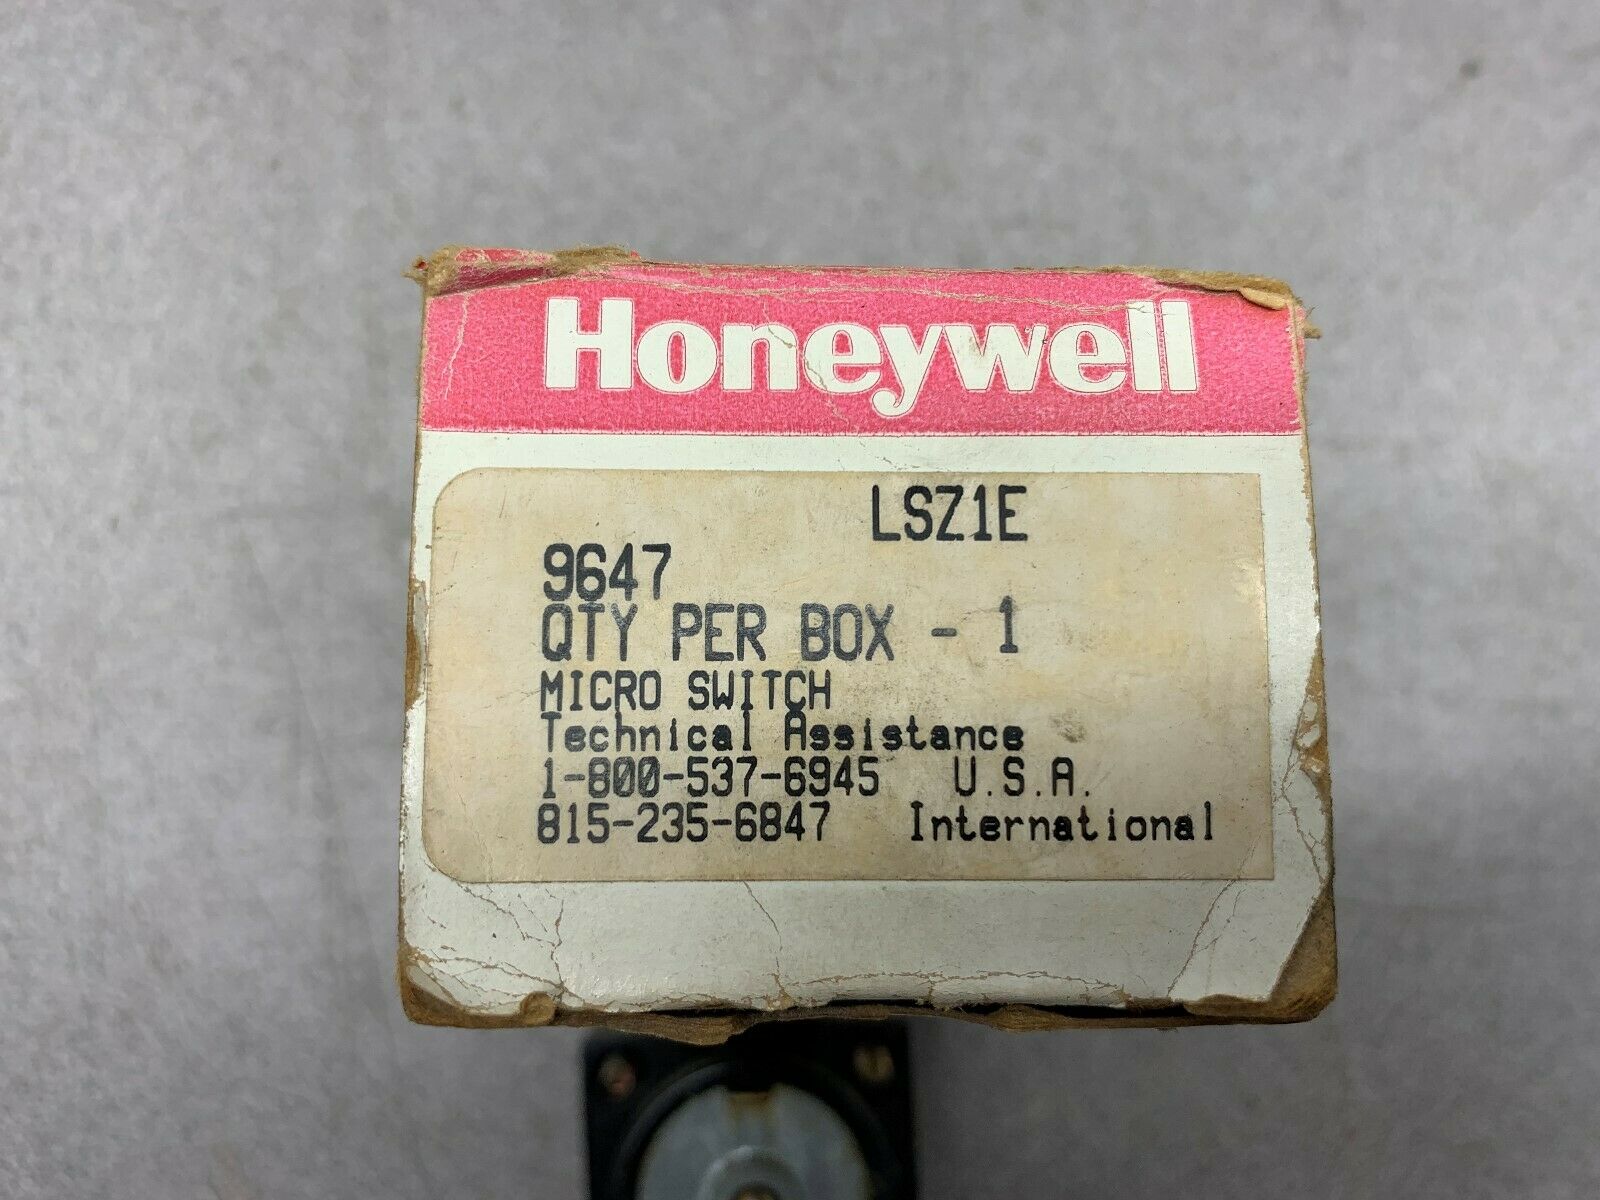 Honeywell
LSZ1E
9647
QTY PER BOX - 1
MICRO SWITCH
Technical Assistance
1-800-537-6945 U.S.A.
815-235-6847 International